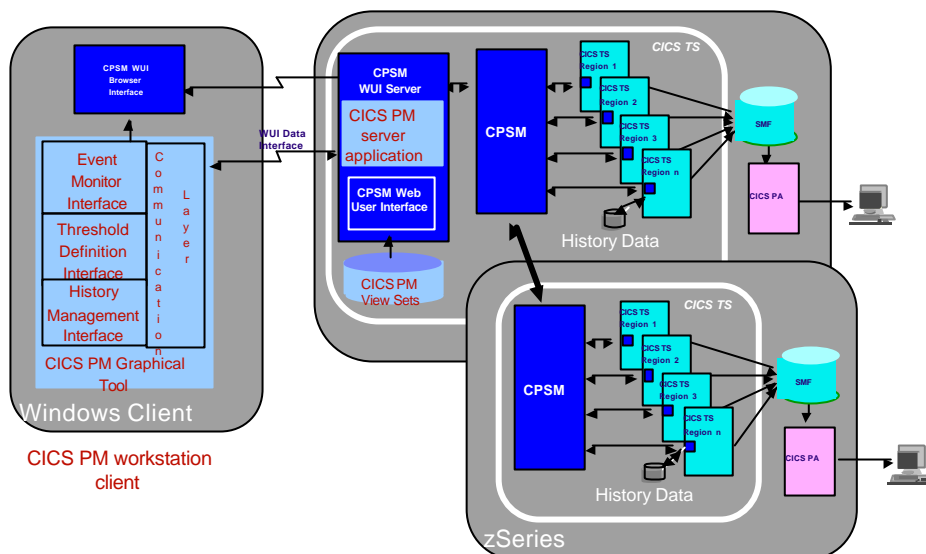 CPSM WUI
Browser
Interface
Event
Monitor
Interface
Threshold
Definition
Interface
History
Management
Interface
Communication
Layer
CICS PM Graphical
Tool
Windows Client
CICS PM workstation
client
WUI Data
Interface
CPSM
WUI Server
CICS PM
server
application
CPSM Web
User Interface
CICS PM
View Sets
CPSM
CICS TS
CICS TS
Region 1
CICS TS
Region 2
CICS TS
Region 3
CICS TS
Region n
History Data
SMF
CICS PA
CPSM
CICS TS
CICS TS
Region 1
CICS TS
Region 2
CICS TS
Region 3
CICS TS
Region n
History Data
SMF
CICS PA
zSeries